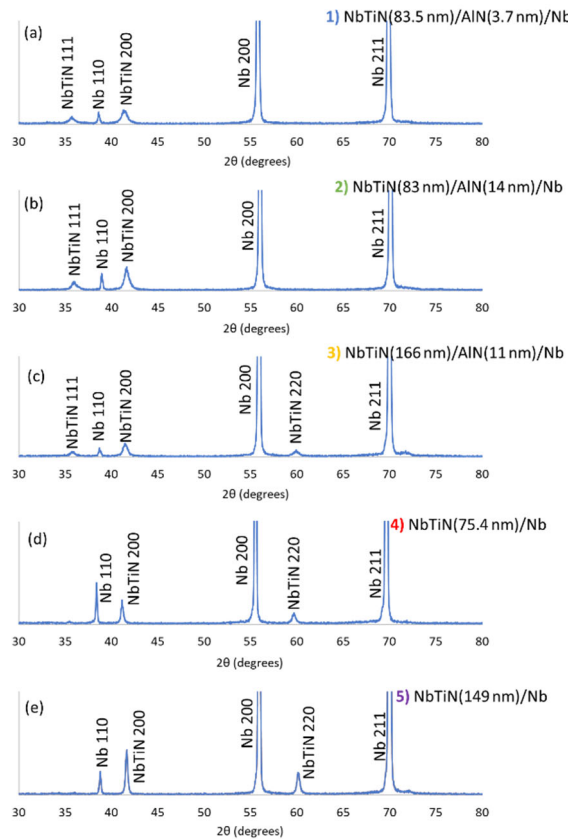 (a)
1) NbTiN(83.5 nm)/AlN(3.7 nm)/Nb
NbTiN 111
Nb 110
NbTiN 200
Nb 200
Nb 211
30 35 40 45 50 55 60 65 70 75 80
2θ (degrees)
(b)
2) NbTiN(83 nm)/AlN(14 nm)/Nb
NbTiN 111
Nb 110
NbTiN 200
Nb 200
Nb 211
30 35 40 45 50 55 60 65 70 75 80
2θ (degrees)
(c)
3) NbTiN(166 nm)/AlN(11 nm)/Nb
NbTiN 111
Nb 110
NbTiN 200
Nb 200
NbTiN 220
Nb 211
30 35 40 45 50 55 60 65 70 75 80
2θ (degrees)
(d)
4) NbTiN(75.4 nm)/Nb
Nb 110
NbTiN 200
Nb 200
NbTiN 220
Nb 211
30 35 40 45 50 55 60 65 70 75 80
2θ (degrees)
(e)
5) NbTiN(149 nm)/Nb
Nb 110
NbTiN 200
Nb 200
NbTiN 220
Nb 211
30 35 40 45 50 55 60 65 70 75 80
2θ (degrees)